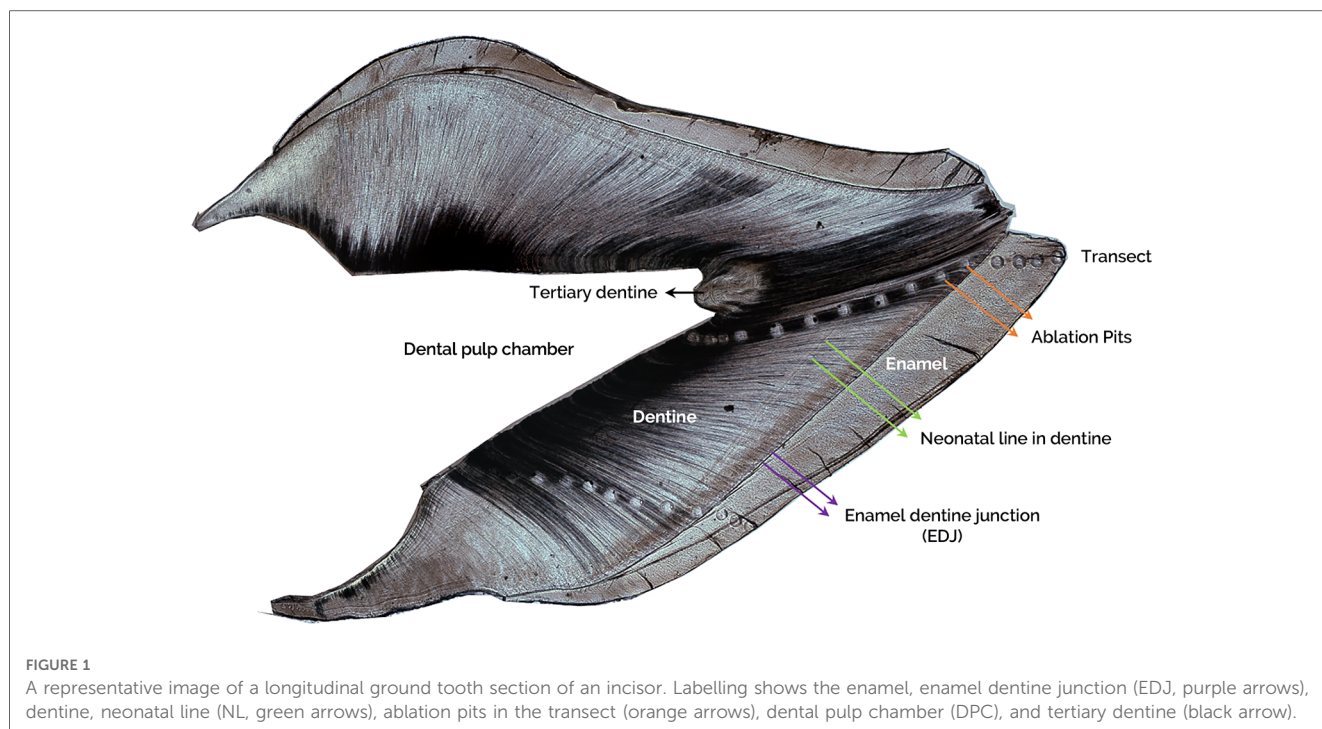 Transect
Tertiary dentine
Ablation Pits
Dental pulp chamber
Enamel
Dentine
Neonatal line in dentine
Enamel dentine junction
(EDJ)
FIGURE 1
A representative image of a longitudinal ground tooth section of an incisor. Labelling shows the enamel, enamel dentine junction (EDJ, purple arrows),
dentine, neonatal line (NL, green arrows), ablation pits in the transect (orange arrows), dental pulp chamber (DPC), and tertiary dentine (black arrow).